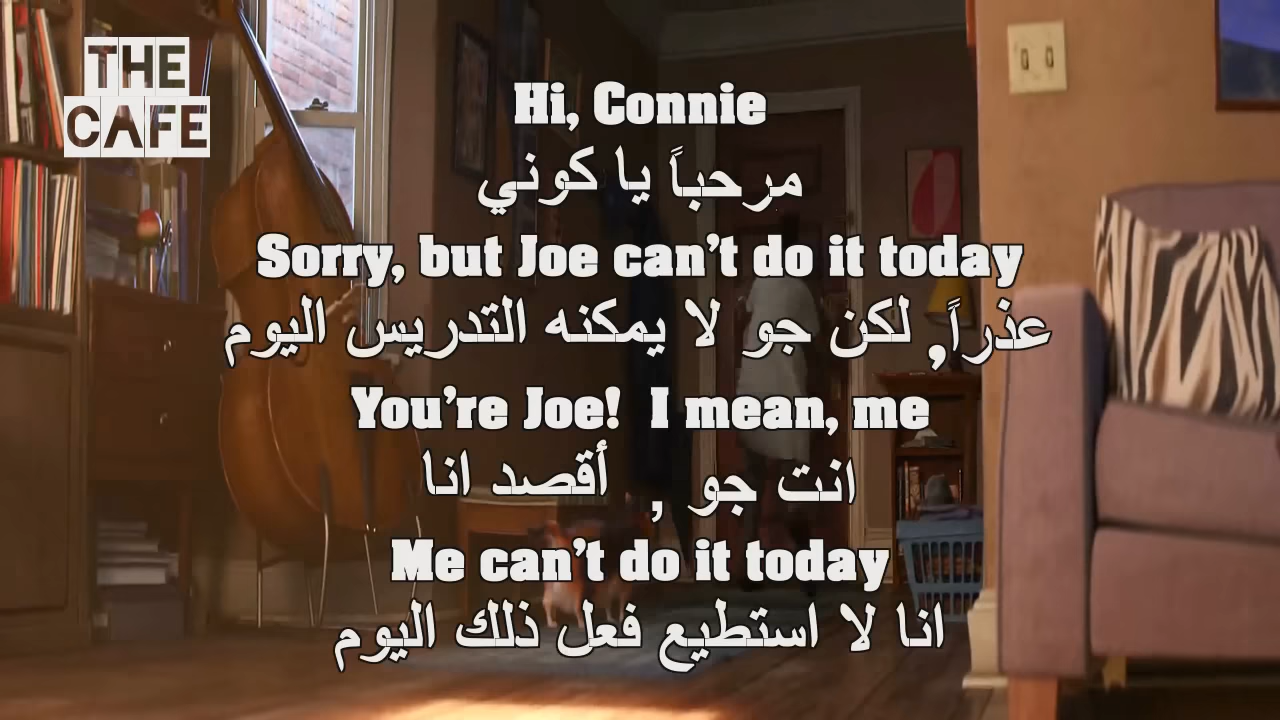 THE
CAFE
Hi, Connie
مرحباً يا كوني
Sorry, but Joe can't do it today
عذراً, لكن جو لا يمكنه التدريس اليوم
You're Joe! I mean, me
انت جو , أقصد انا
Me can't do it today
انا لا استطيع فعل ذلك اليوم